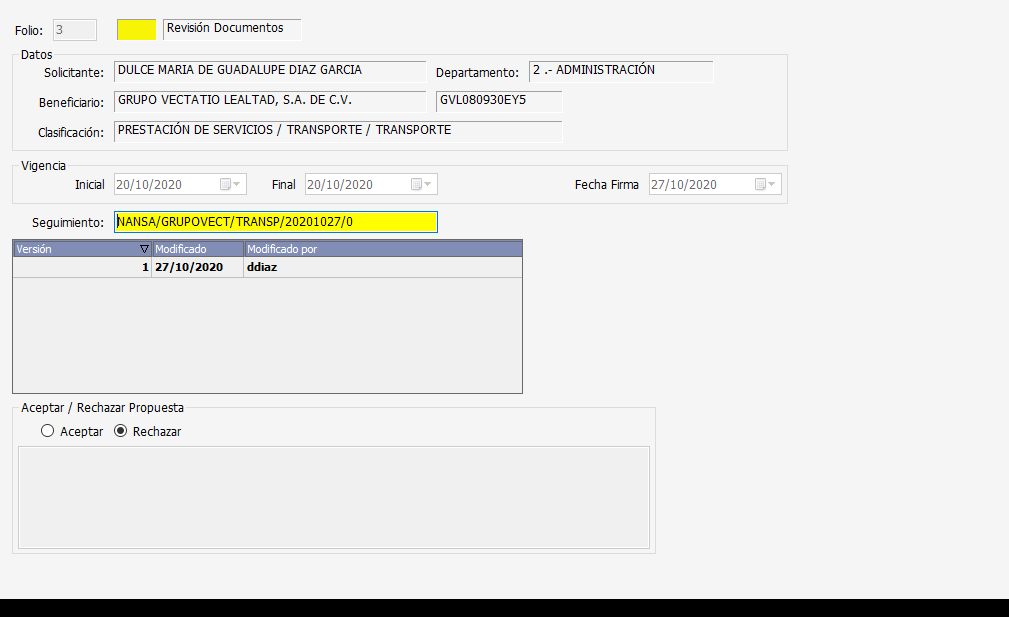 Folio: 3 Revisión Documentos
Datos
Solicitante: DULCE MARIA DE GUADALUPE DIAZ GARCIA Departamento: 2 .- ADMINISTRACIÓN
Beneficiario: GRUPO VECTATIO LEALTAD, S.A. DE C.V. GVL080930EY5
Clasificación: PRESTACIÓN DE SERVICIOS / TRANSPORTE / TRANSPORTE
Vigencia
Inicial 20/10/2020 Final 20/10/2020 Fecha Firma 27/10/2020
Seguimiento: NANSA/GRUPOVECT/TRANSP/20201027/0
Versión Modificado Modificado por
1 27/10/2020 ddiaz
Aceptar / Rechazar Propuesta
Aceptar Rechazar